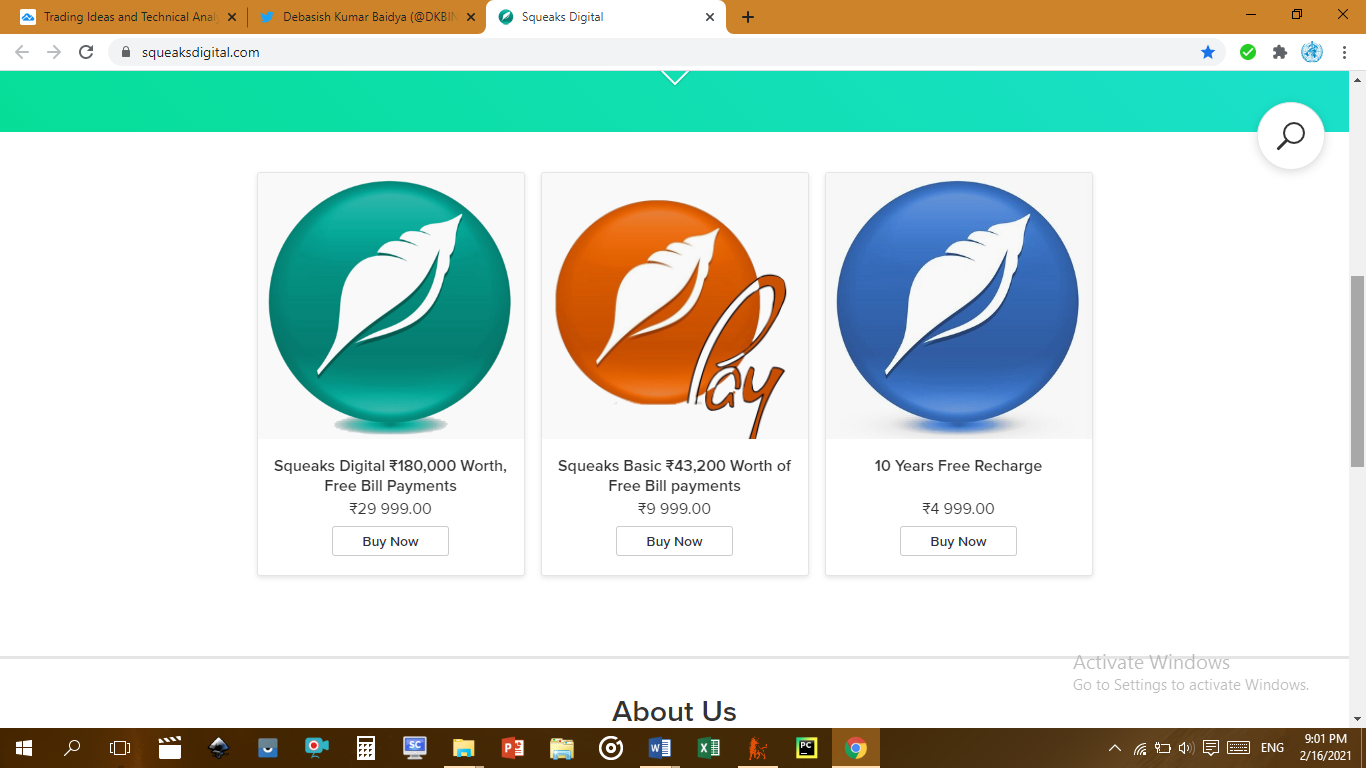 Trading Ideas and Technical Anal
Debasish Kumar Baidya (@DKBIN
Squeaks Digital
squeaksdigital.com
Pay
Squeaks Digital ₹180,000 Worth,
Free Bill Payments
₹29 999.00
Buy Now
Squeaks Basic ₹43,200 Worth of
Free Bill payments
₹9 999.00
Buy Now
10 Years Free Recharge
₹4 999.00
Buy Now
Activate Windows
Go to Settings to activate Windows.
About Us
SC
PC
ENG
9:01 PM
2/16/2021